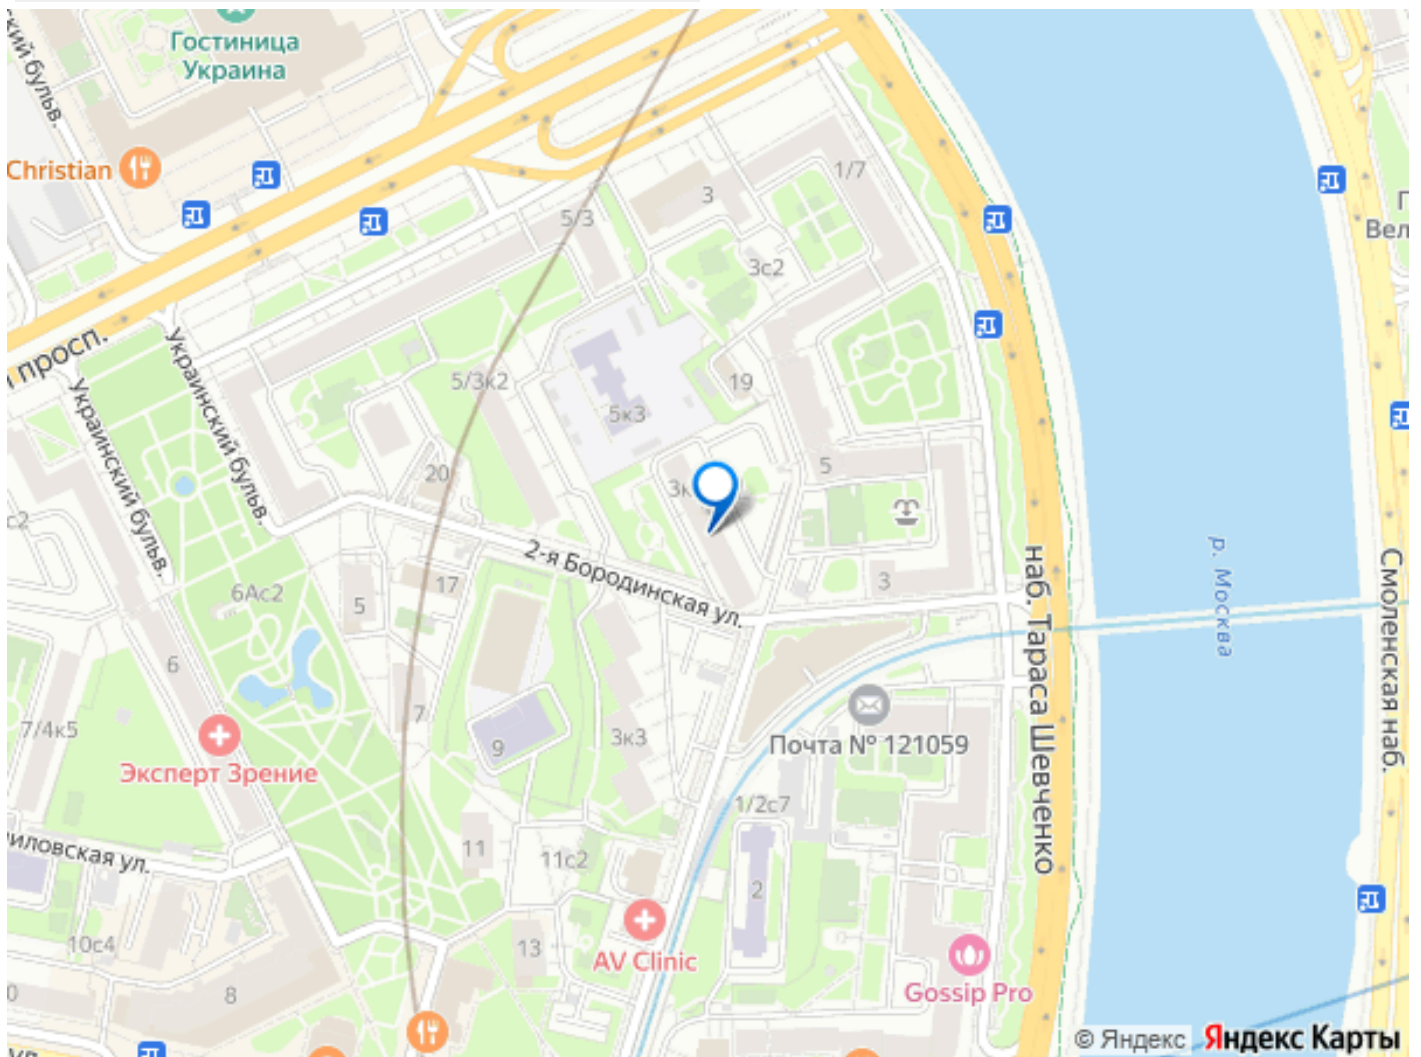 Гостиница
Украина
Christian
1/7
3
5/3
3с2
просп.
Украинский бульв.
Украинский бульв.
5/3к2
19
5к3
5
20
2-я Бородинская ул.
3
17
5
6Ас2
6
наб. Тараса Шевченко
р. Москва
Смоленская наб.
7/4к5
7
9
3к3
Почта № 121059
Эксперт Зрение
1/2с7
11
11с2
2
10с4
13
AV Clinic
8
Gossip Pro
© Яндекс Яндекс Карты